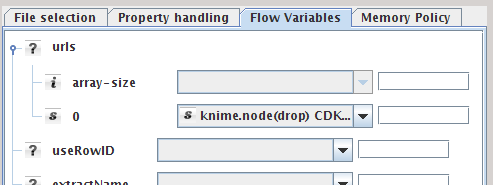 File selection Property handling Flow Variables Memory Policy
? urls
i array-size
s 0 s knime.node(drop) CDK...
? useRowID
? extractName